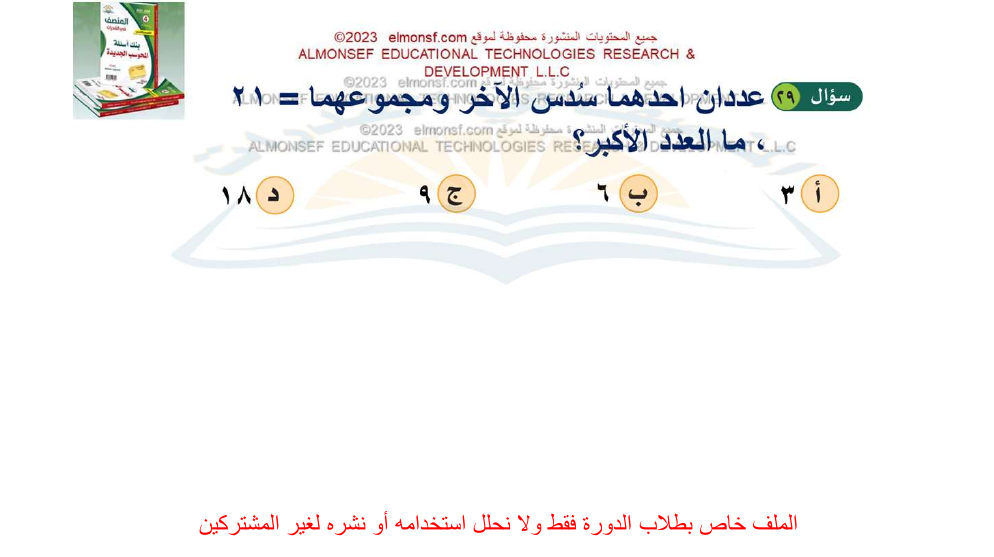 جميع المحتويات المنشورة محفوظة لموقع elmonsf.com ©2023
ALMONSEF EDUCATIONAL TECHNOLOGIES RESEARCH &
DEVELOPMENT L.L.C
المنصف
في القدرات
بنك أسئلة
المحوسب الجديدة
جميع المحتويات المنشورة محفوظة لموقع elmonsf.com ©2023
ALMONSEF EDUCATIONAL TECHNOLOGIES RESEARCH & DEVELOPMENT L.L.C
سؤال ٢٩ عددان احدهما سُدس الآخر ومجموعهما = ٢١
جميع المحتويات المنشورة محفوظة لموقع elmonsf.com ©2023
ALMONSEF EDUCATIONAL TECHNOLOGIES RESEARCH & DEVELOPMENT L.L.C
، ما العدد الأكبر؟
أ ٣ ب ٦ ج ٩ د ١٨
الملف خاص بطلاب الدورة فقط ولا نحلل استخدامه أو نشره لغير المشتركين